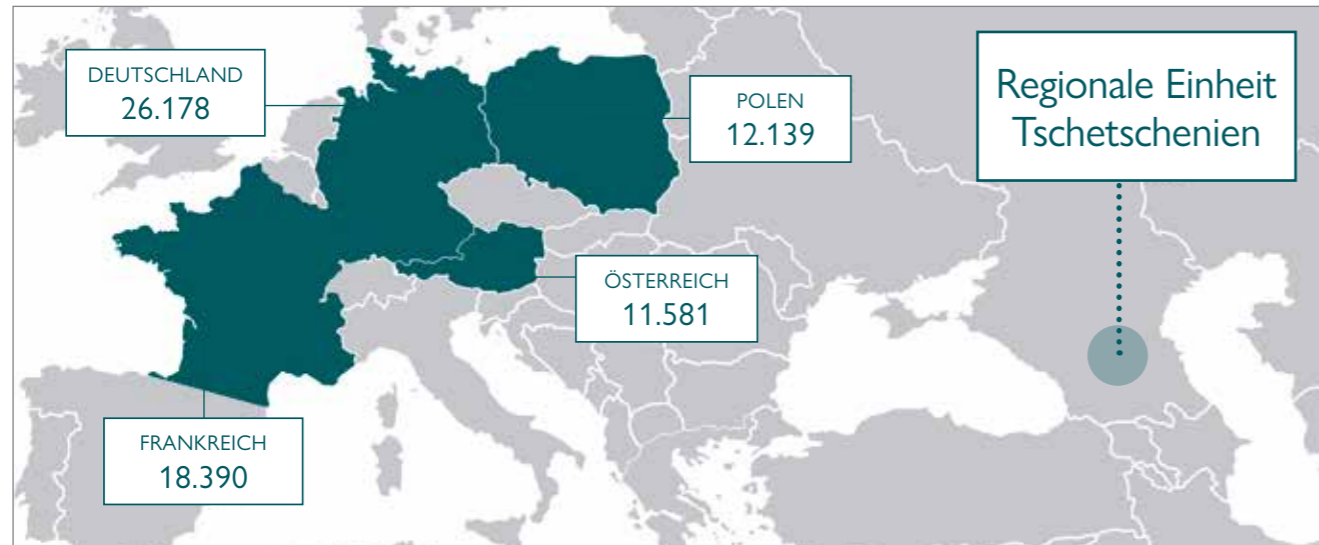 DEUTSCHLAND
26.178
POLEN
12.139
Regionale Einheit
Tschetschenien
ÖSTERREICH
11.581
FRANKREICH
18.390